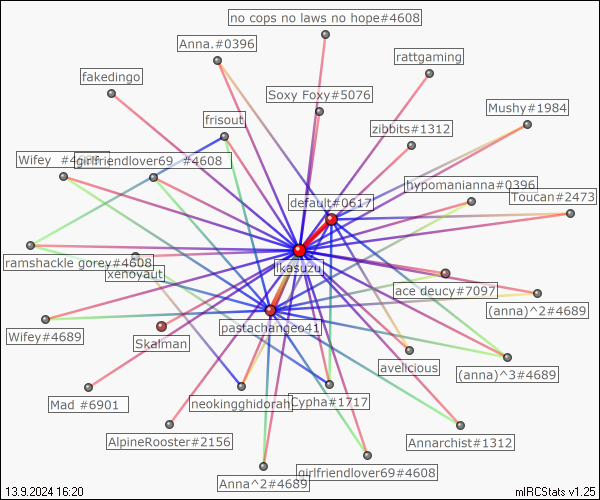 no cops no laws no hope#4608
Anna.#0396
rattgaming
fakedingo
Soxy Foxy#5076
Mushy#1984
frisout
zibbits#1312
Wifey
girlfriendlover69 #4608
hypomanianna#0396
Toucan#2473
default#0617
ramshackle gorey#4608
xenoyaut
ikasuzu
ace deucy#7097
(anna)^2#4689
pastachangeo41
Wifey#4689
Skalman
avelicious
(anna)^3#4689
neokingghidorah
Cypha#1717
Mad #6901
AlpineRooster#2156
Annarchist#1312
girlfriendlover69#4608
Anna^2#4689
13.9.2024 16:20
mIRCStats v1.25